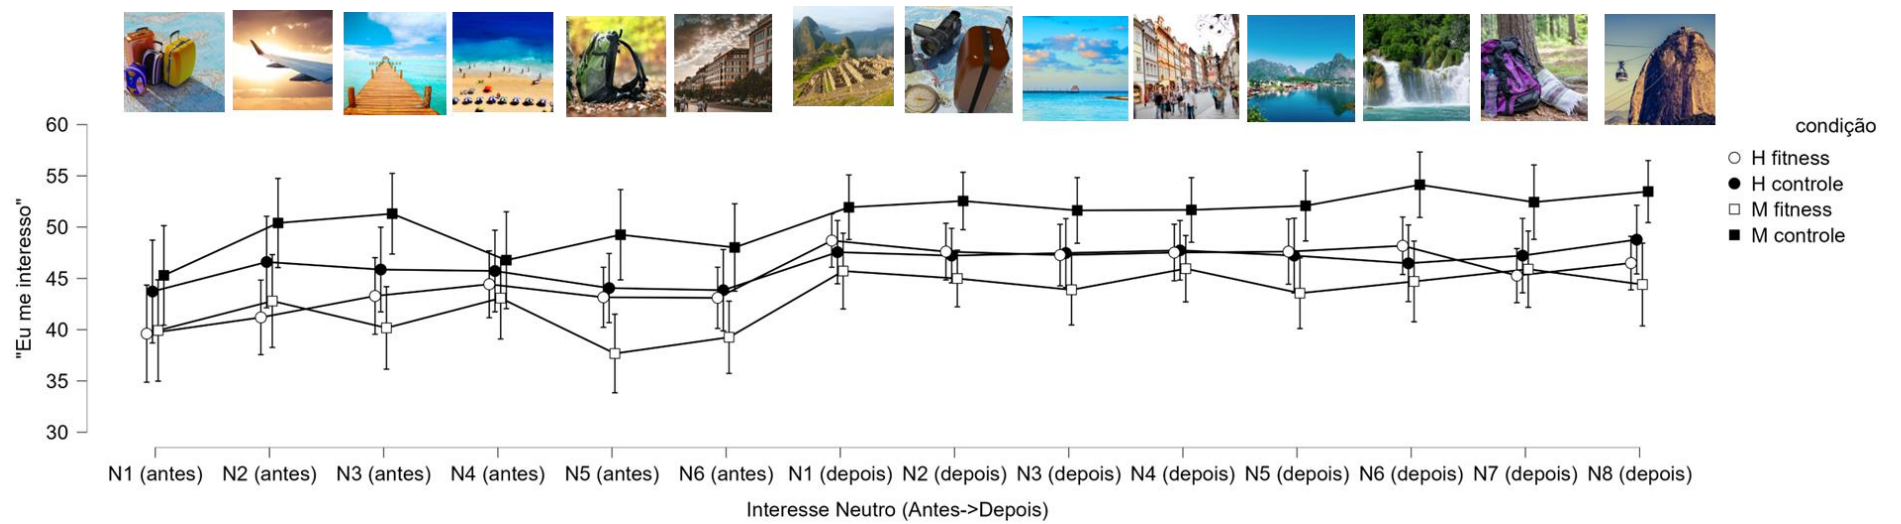 60
55
50
45
40
35
30
"Eu me interesso"
condição
H fitness
H controle
M fitness
M controle
N1 (antes) N2 (antes) N3 (antes) N4 (antes) N5 (antes) N6 (antes) N1 (depois) N2 (depois) N3 (depois) N4 (depois) N5 (depois) N6 (depois) N7 (depois) N8 (depois)
Interesse Neutro (Antes->Depois)